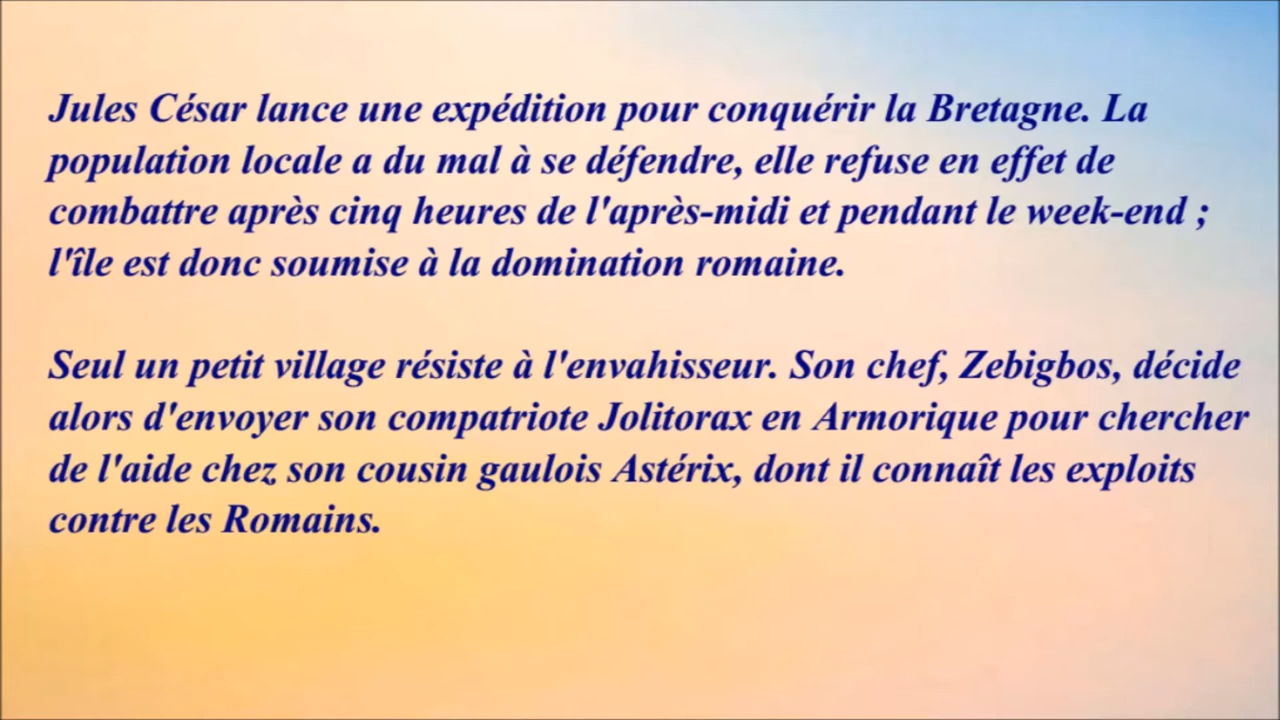 Jules César lance une expédition pour conquérir la Bretagne. La
population locale a du mal à se défendre, elle refuse en effet de
combattre après cinq heures de l'après-midi et pendant le week-end ;
l'île est donc soumise à la domination romaine.
Seul un petit village résiste à l'envahisseur. Son chef, Zebigbos, décide
alors d'envoyer son compatriote Jolitorax en Armorique pour chercher
de l'aide chez son cousin gaulois Astérix, dont il connaît les exploits
contre les Romains.